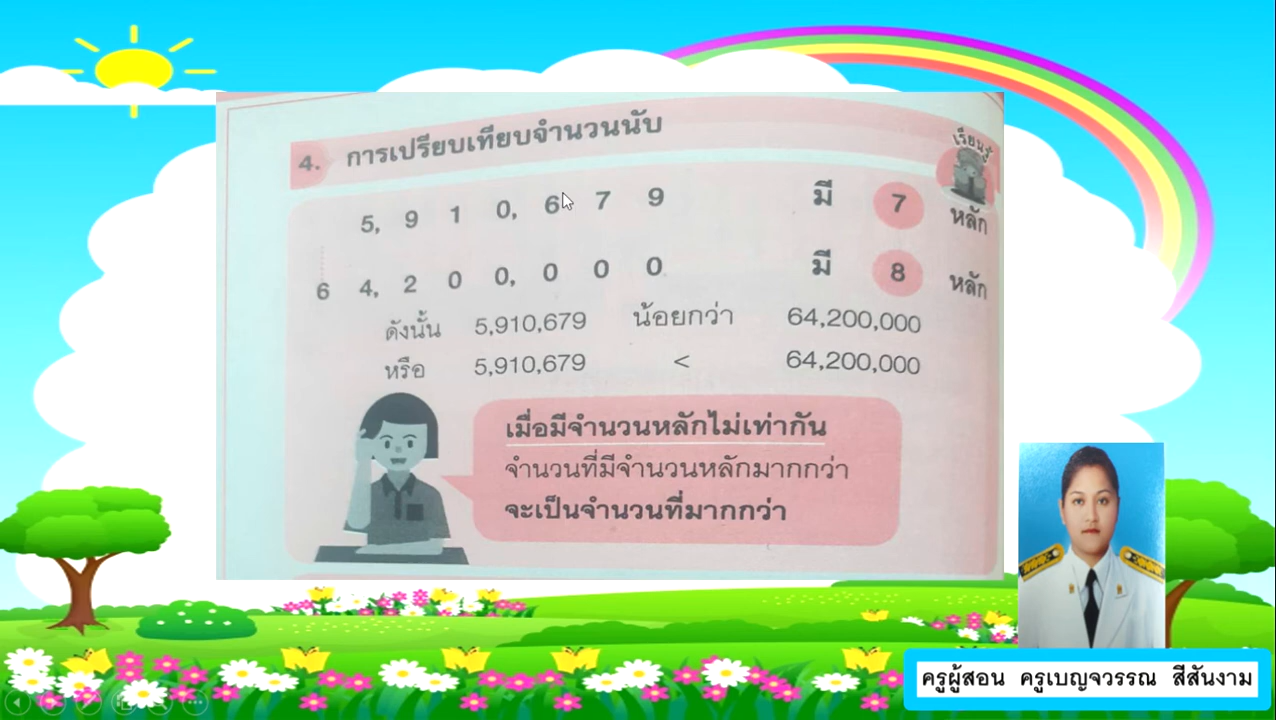 4. การเปรียบเทียบจำนวนนับ
เรียนรู้
5, 9 1 0, 6 7 9 มี 7 หลัก
6 4, 2 0 0, 0 0 0 มี 8 หลัก
ดังนั้น 5,910,679 น้อยกว่า 64,200,000
หรือ 5,910,679 < 64,200,000
เมื่อมีจำนวนหลักไม่เท่ากัน
จำนวนที่มีจำนวนหลักมากกว่า
จะเป็นจำนวนที่มากกว่า
ครูผู้สอน ครูเบญจวรรณ สีสันงาม